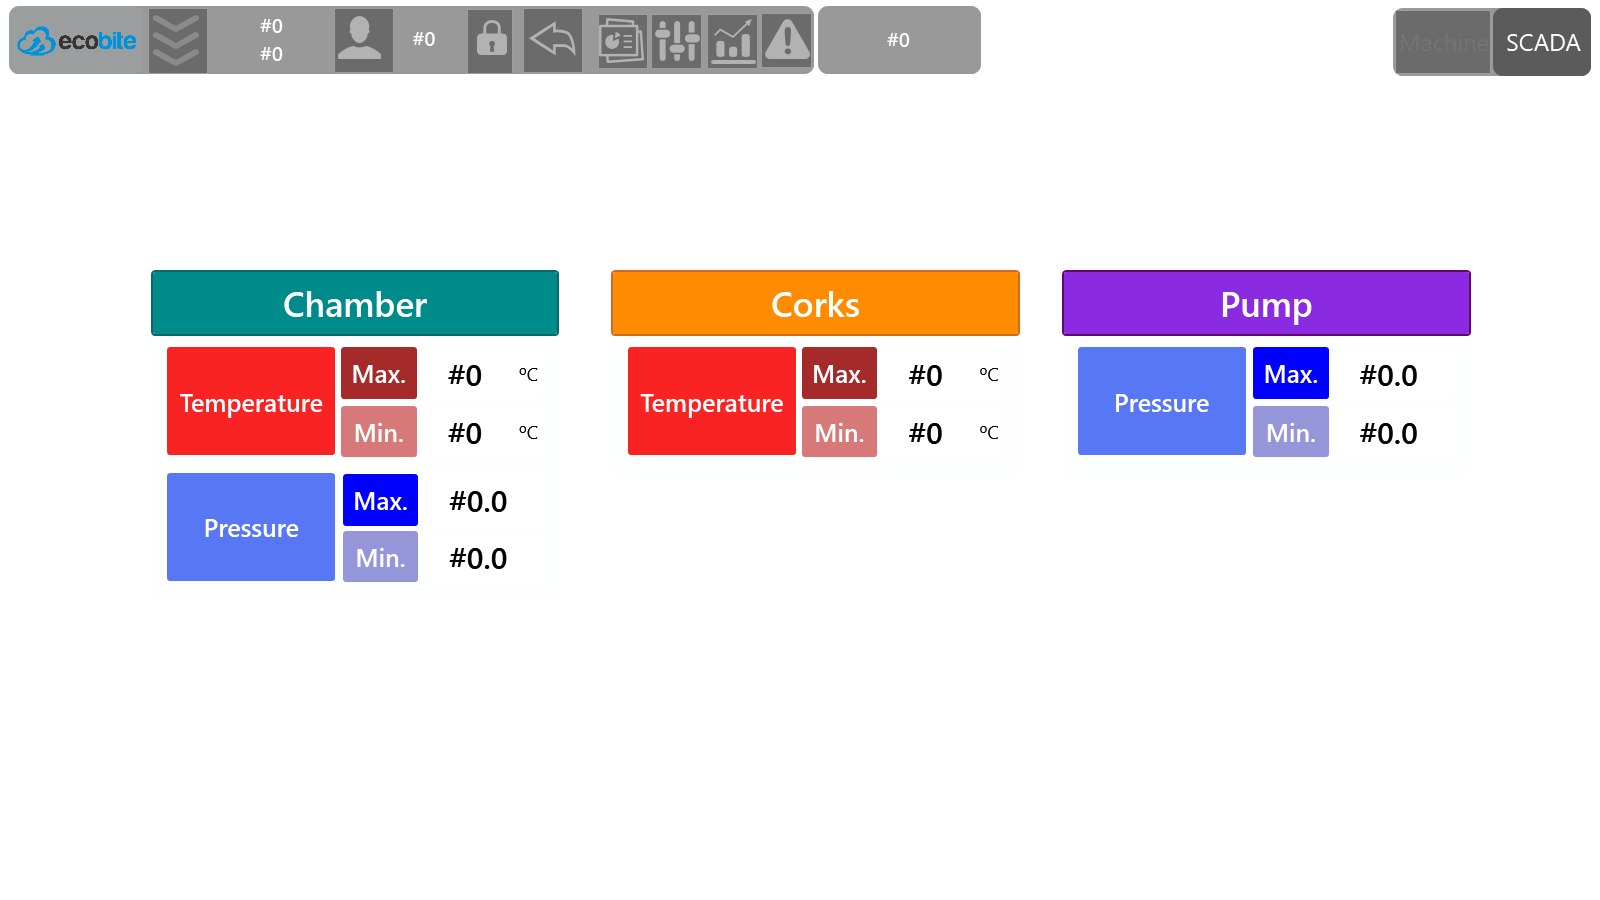 ecobite
#0
#0
#0
#0
Machine
SCADA
Chamber
Temperature
Max.
#0
ºC
Min.
#0
ºC
Pressure
Max.
#0.0
Min.
#0.0
Corks
Temperature
Max.
#0
ºC
Min.
#0
ºC
Pump
Pressure
Max.
#0.0
Min.
#0.0